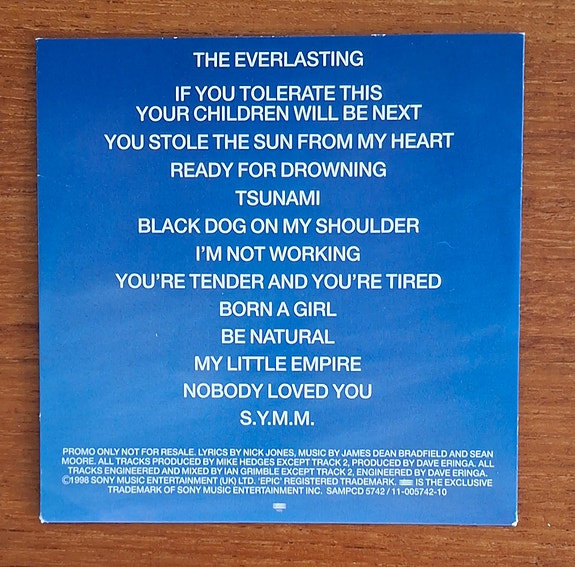 THE EVERLASTING
IF YOU TOLERATE THIS
YOUR CHILDREN WILL BE NEXT
YOU STOLE THE SUN FROM MY HEART
READY FOR DROWNING
TSUNAMI
BLACK DOG ON MY SHOULDER
I'M NOT WORKING
YOU'RE TENDER AND YOU'RE TIRED
BORN A GIRL
BE NATURAL
MY LITTLE EMPIRE
NOBODY LOVED YOU
S.Y.M.M.
PROMO ONLY NOT FOR RESALE. LYRICS BY NICK JONES, MUSIC BY JAMES DEAN BRADFIELD AND SEAN
MOORE. ALL TRACKS PRODUCED BY MIKE HEDGES EXCEPT TRACK 2, PRODUCED BY DAVE ERINGA. ALL
TRACKS ENGINEERED AND MIXED BY IAN GRIMBLE EXCEPT TRACK 2, ENGINEERED BY DAVE ERINGA.
©1998 SONY MUSIC ENTERTAINMENT (UK) LTD. 'EPIC' REGISTERED TRADEMARK. IS THE EXCLUSIVE
TRADEMARK OF SONY MUSIC ENTERTAINMENT INC. SAMPCD 5742 / 11-005742-10